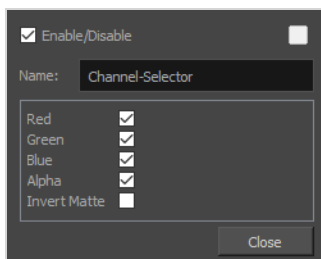 Enable/Disable
Name: Channel-Selector
Red
Green
Blue
Alpha
Invert Matte
Close